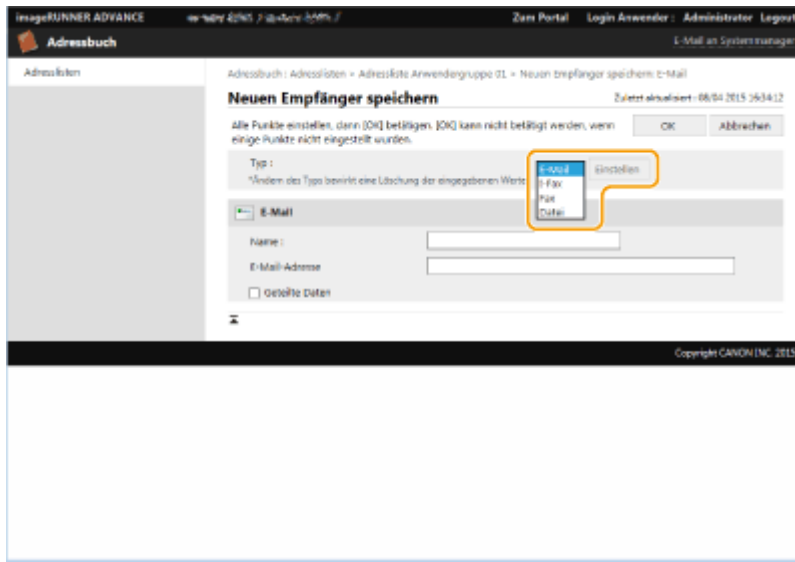 imageRUNNER ADVANCE
Zum Portal Login Anwender : Administrator Logout
Adressbuch
E-Mail an Systemmanager
Adresslisten
Adressbuch : Adresslisten > Adressliste Anwendergruppe 01 > Neuen Empfänger speichern: E-Mail
Neuen Empfänger speichern
Zuletzt aktualisiert : 08/04 2015 16:34:12
Alle Punkte einstellen, dann [OK] betätigen. [OK] kann nicht betätigt werden, wenn
einige Punkte nicht eingestellt wurden.
OK
Abbrechen
Typ :
*Ändern des Typs bewirkt eine Löschung der eingegebenen Werte
E-Mail
I-Fax
Fax
Datei
Einstellen
E-Mail
Name :
E-Mail-Adresse
Geteilte Daten
Copyright CANON INC. 2015